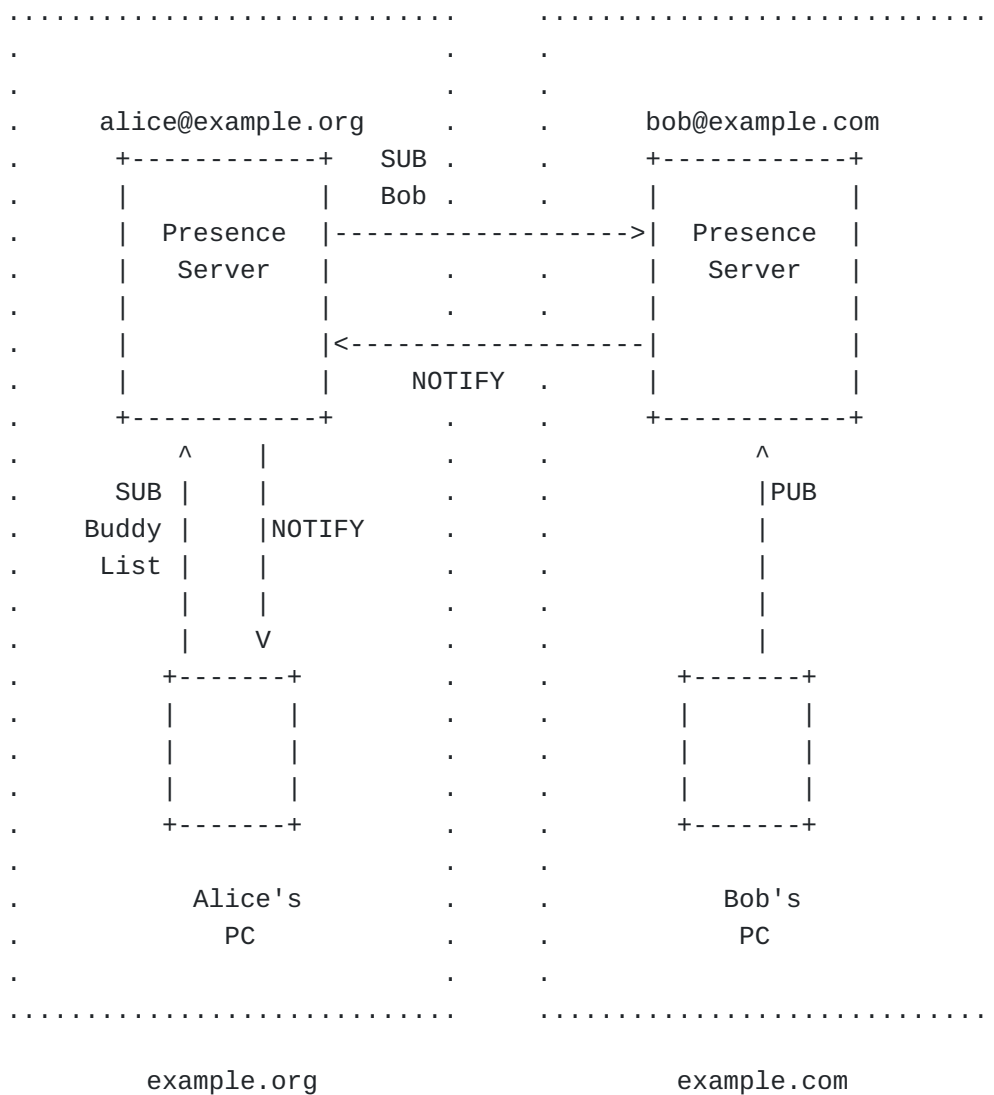 alice@example.org bob@example.com
SUB
Bob
Presence Presence
Server Server
NOTIFY
SUB PUB
Buddy NOTIFY
List
Alice's Bob's
PC PC
example.org example.com